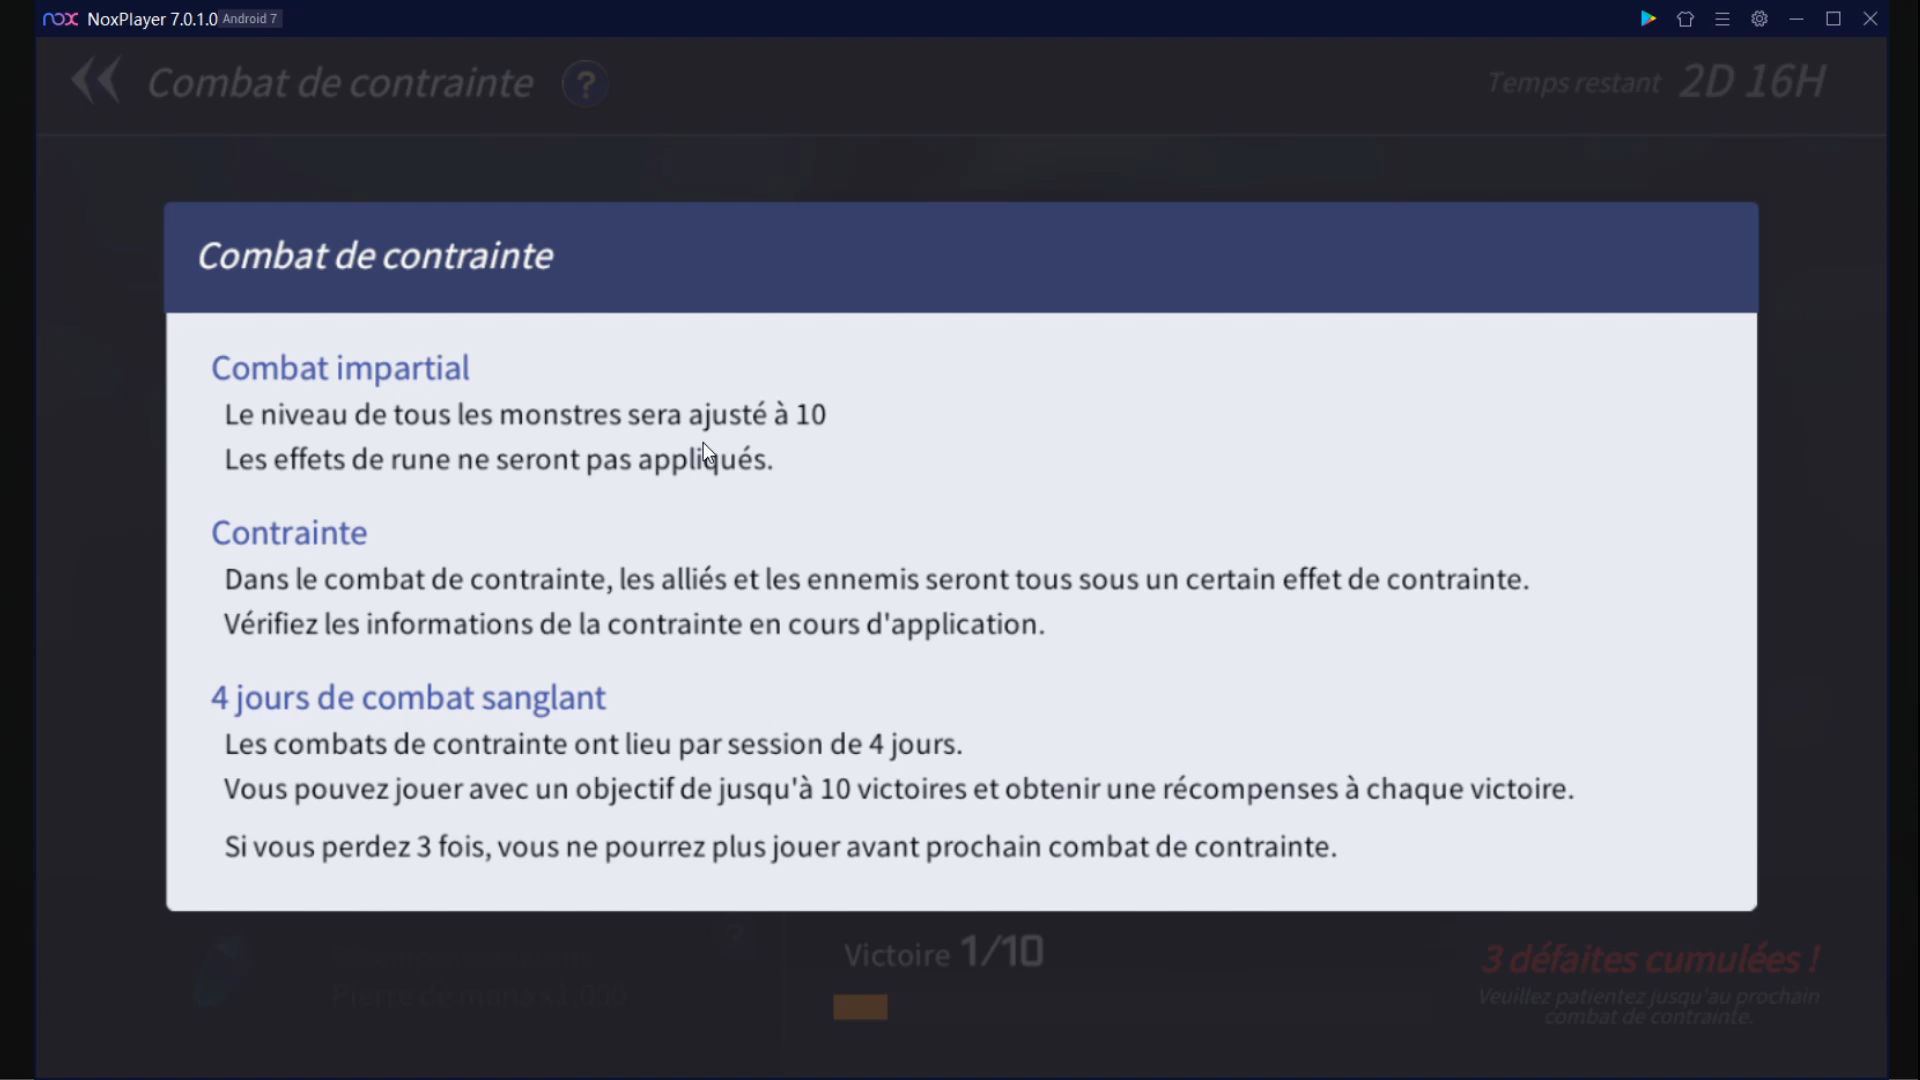 nox NoxPlayer 7.0.1.0 Android 7
Combat de contrainte ?
Temps restant 2D 16H
Combat de contrainte
Combat impartial
Le niveau de tous les monstres sera ajusté à 10
Les effets de rune ne seront pas appliqués.
Contrainte
Dans le combat de contrainte, les alliés et les ennemis seront tous sous un certain effet de contrainte.
Vérifiez les informations de la contrainte en cours d'application.
4 jours de combat sanglant
Les combats de contrainte ont lieu par session de 4 jours.
Vous pouvez jouer avec un objectif de jusqu'à 10 victoires et obtenir une récompenses à chaque victoire.
Si vous perdez 3 fois, vous ne pourrez plus jouer avant prochain combat de contrainte.
Pierre de mana x1,000
Victoire 1/10
3 défaites cumulées !
Veuillez patientez jusqu'au prochain
combat de contrainte.